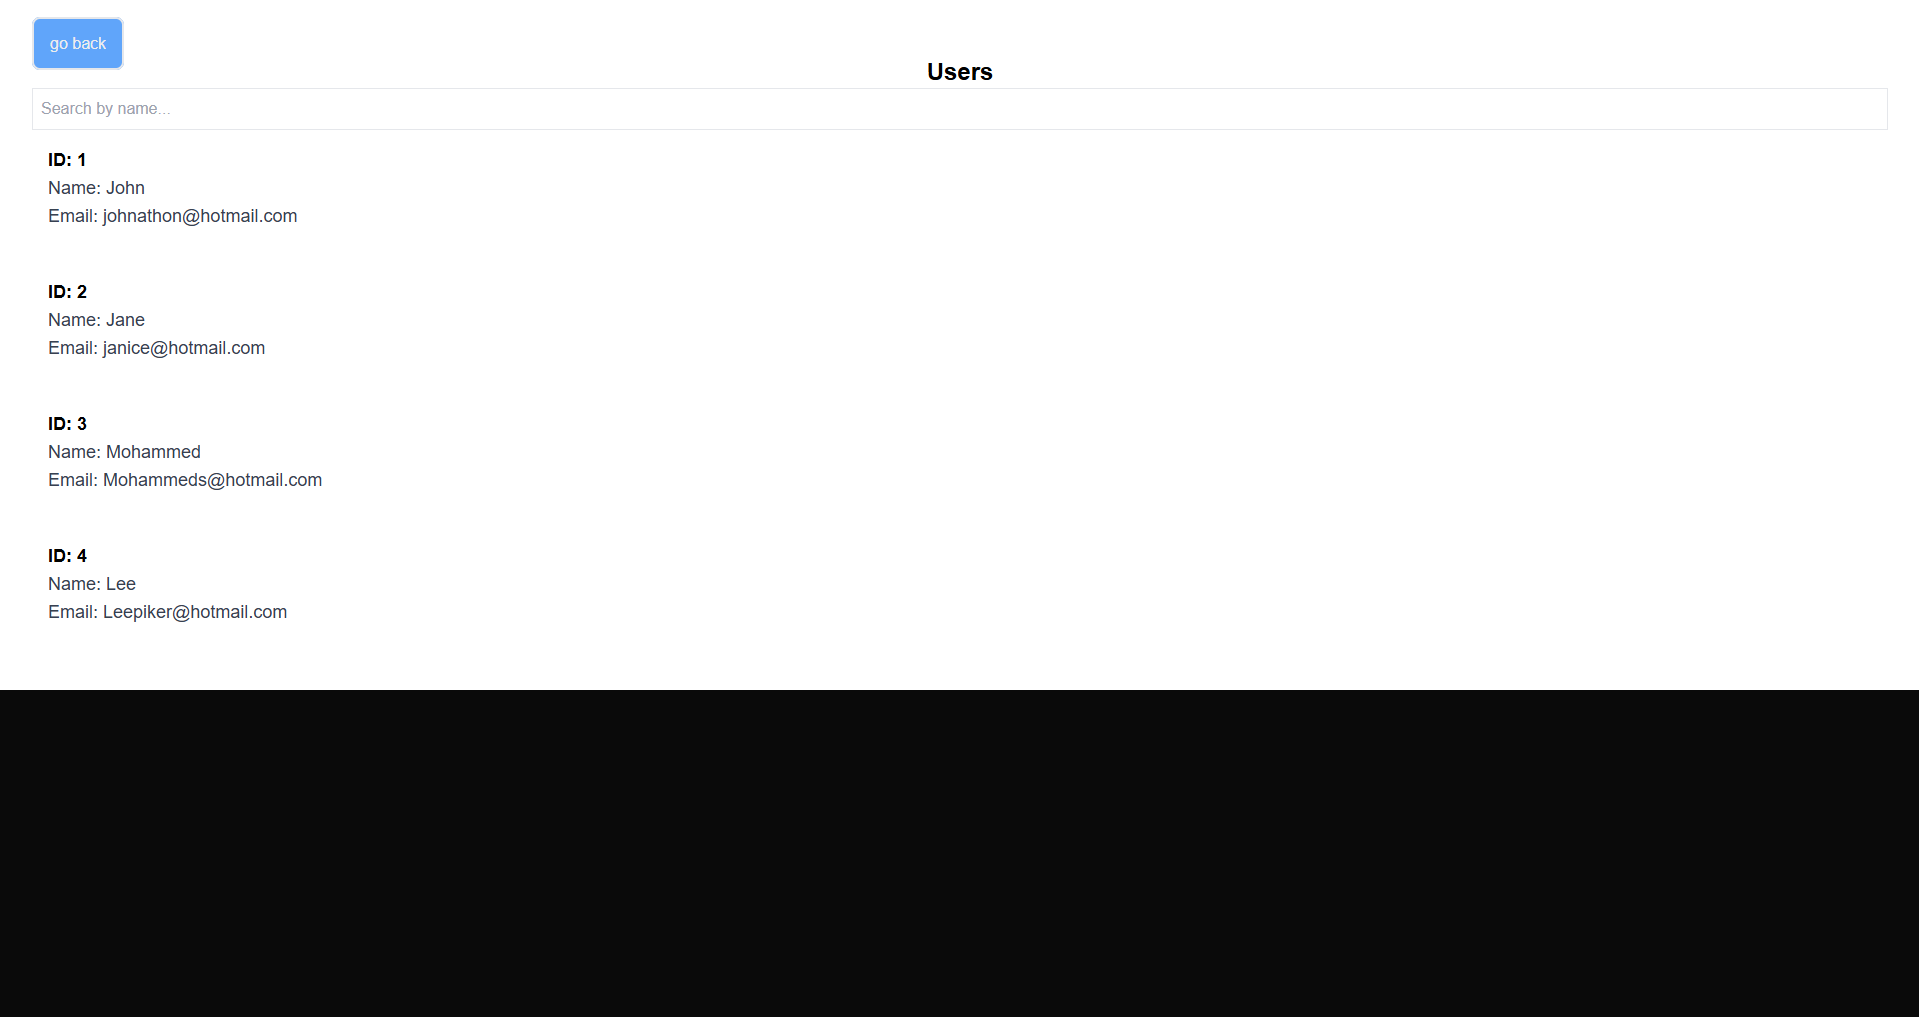 go back
Users
Search by name...
ID: 1
Name: John
Email: johnathon@hotmail.com
ID: 2
Name: Jane
Email: janice@hotmail.com
ID: 3
Name: Mohammed
Email: Mohammeds@hotmail.com
ID: 4
Name: Lee
Email: Leepiker@hotmail.com